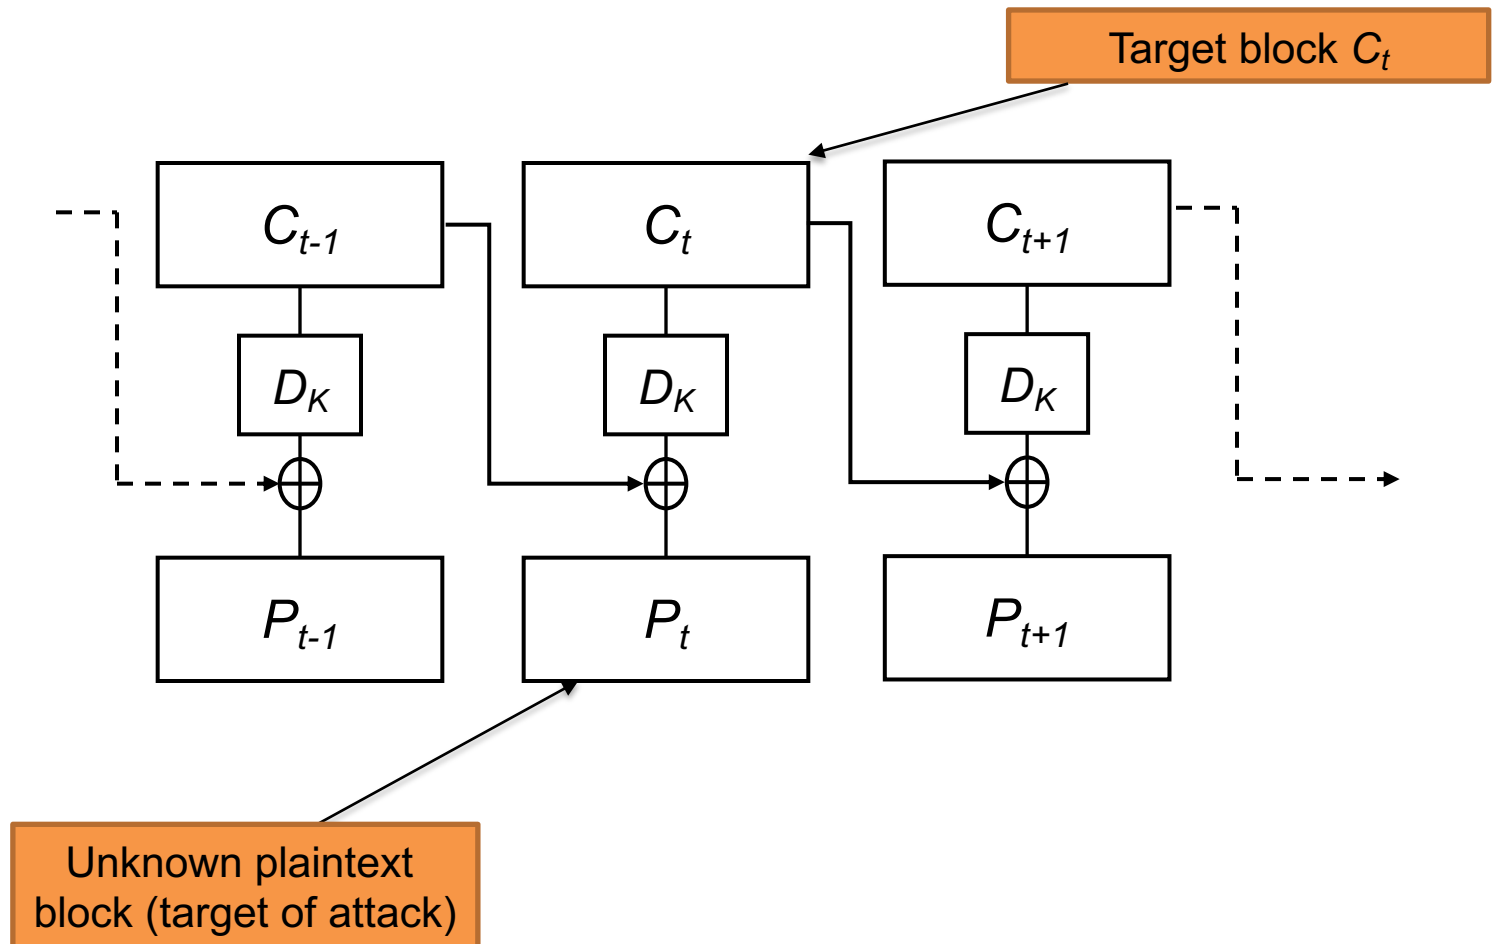 Target block Ct
Ct-1
Ct
Ct+1
DK
DK
DK
Pt-1
Pt
Pt+1
Unknown plaintext
block (target of attack)